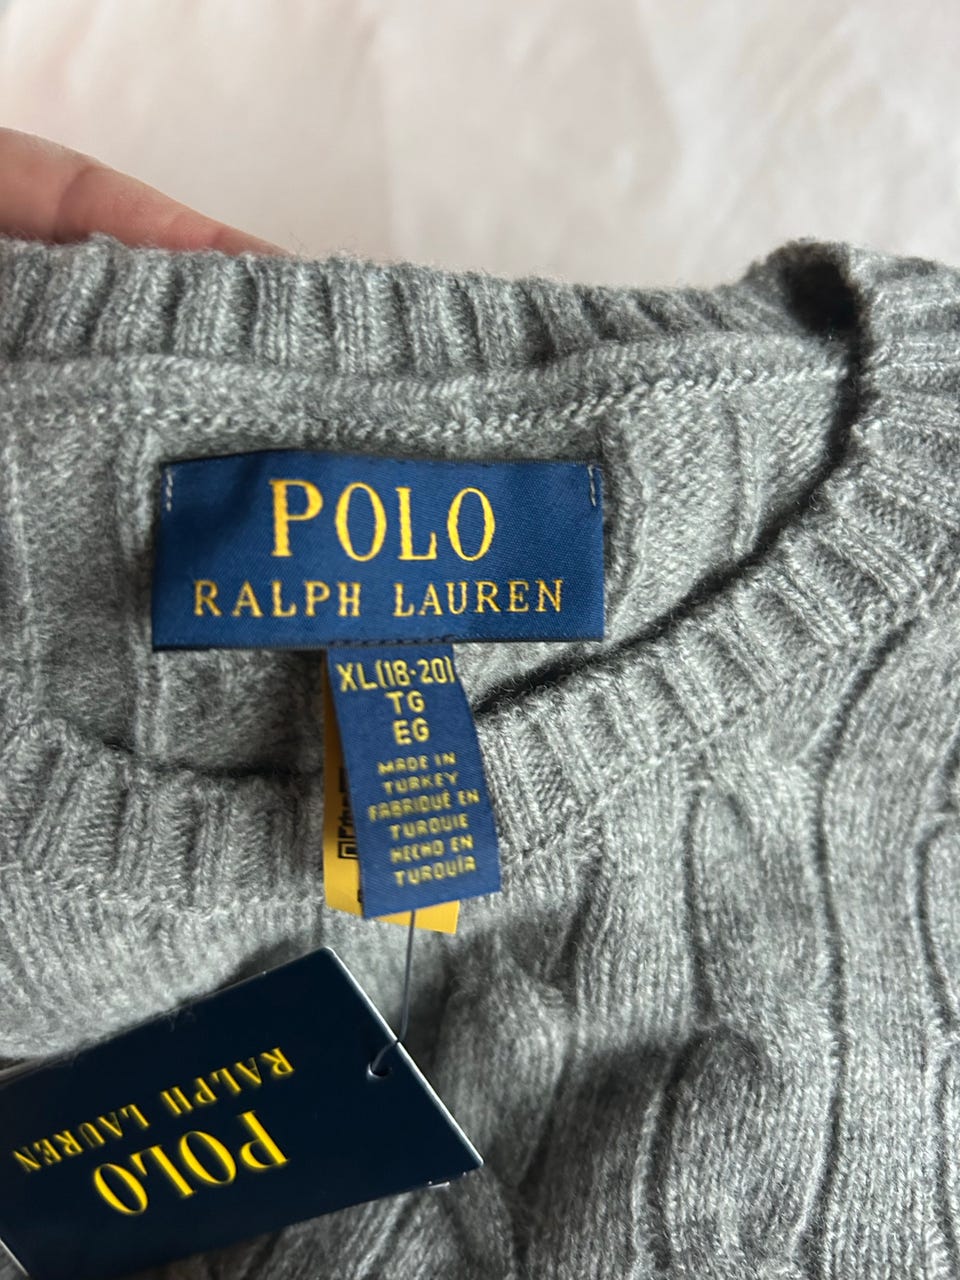 POLO
RALPH LAUREN
XL(18-20)
TG
EG
MADE IN
TURKEY
FABRIQUÉ EN
TURQUIE
HECHO EN
TURQUÍA
POLO
RALPH LAUREN